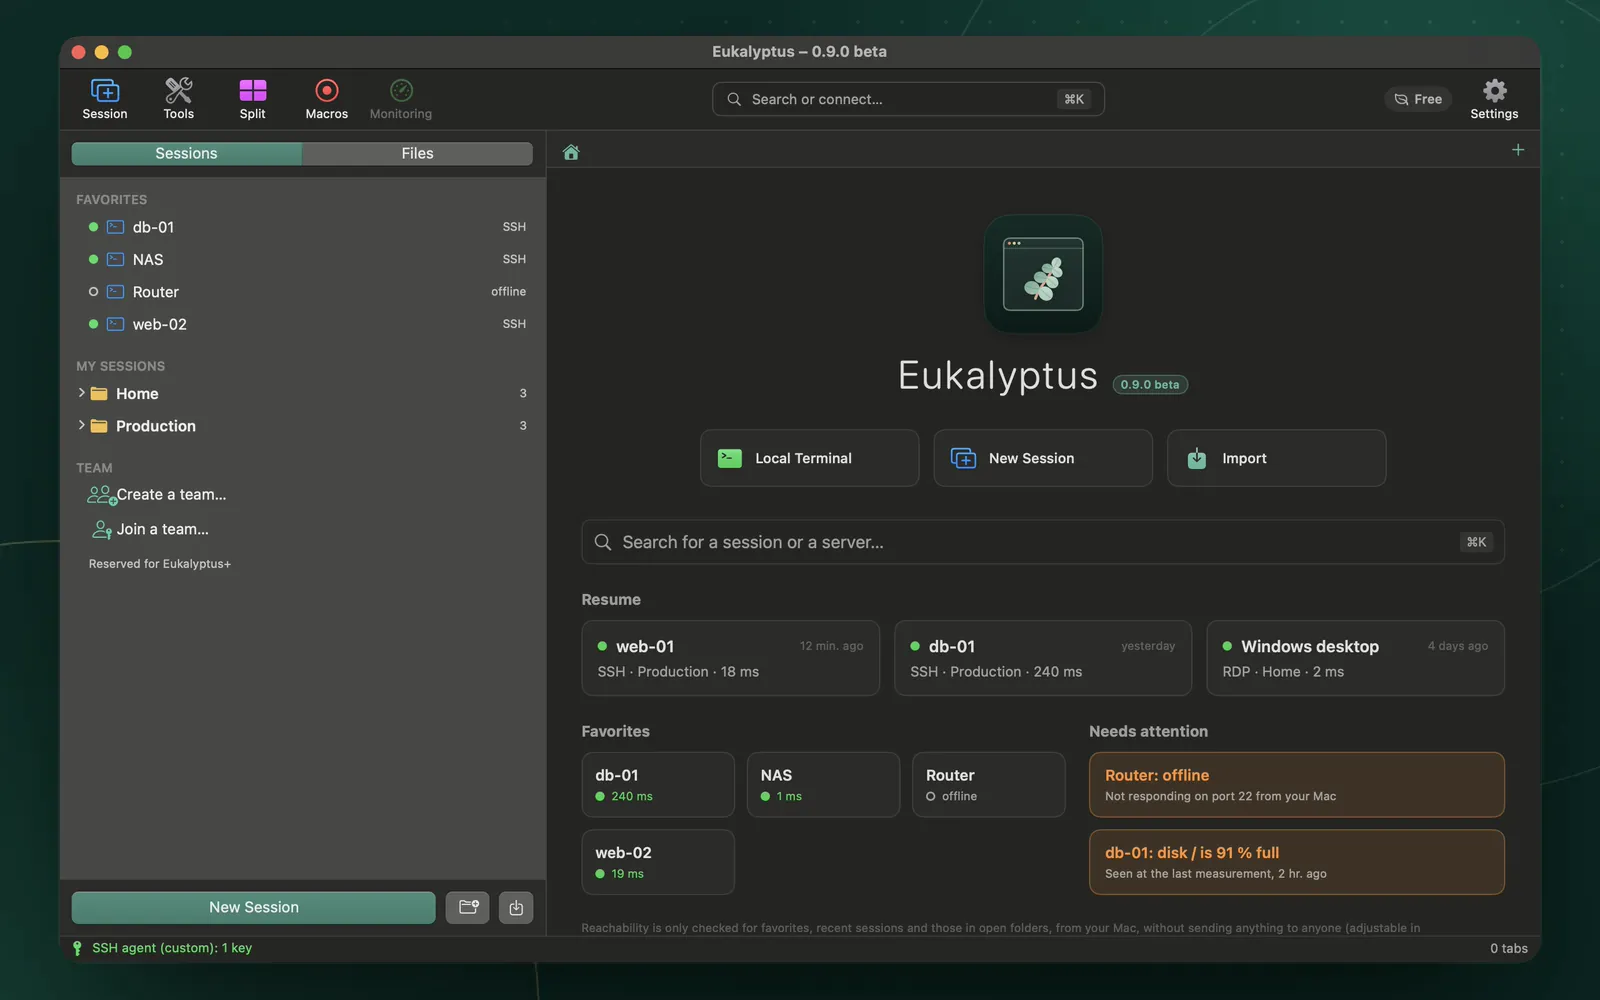 Eukalyptus – 0.9.0 beta
Session
Tools
Split
Macros
Monitoring
Search or connect...
⌘K
Free
Settings
Sessions
Files
FAVORITES
db-01 SSH
NAS SSH
Router offline
web-02 SSH
MY SESSIONS
Home 3
Production 3
TEAM
Create a team...
Join a team...
Reserved for Eukalyptus+
New Session
SSH agent (custom): 1 key
Eukalyptus 0.9.0 beta
Local Terminal
New Session
Import
Search for a session or a server...
⌘K
Resume
web-01 12 min. ago
SSH · Production · 18 ms
db-01 yesterday
SSH · Production · 240 ms
Windows desktop 4 days ago
RDP · Home · 2 ms
Favorites
db-01
240 ms
NAS
1 ms
Router
offline
web-02
19 ms
Needs attention
Router: offline
Not responding on port 22 from your Mac
db-01: disk / is 91 % full
Seen at the last measurement, 2 hr. ago
Reachability is only checked for favorites, recent sessions and those in open folders, from your Mac, without sending anything to anyone (adjustable in
0 tabs